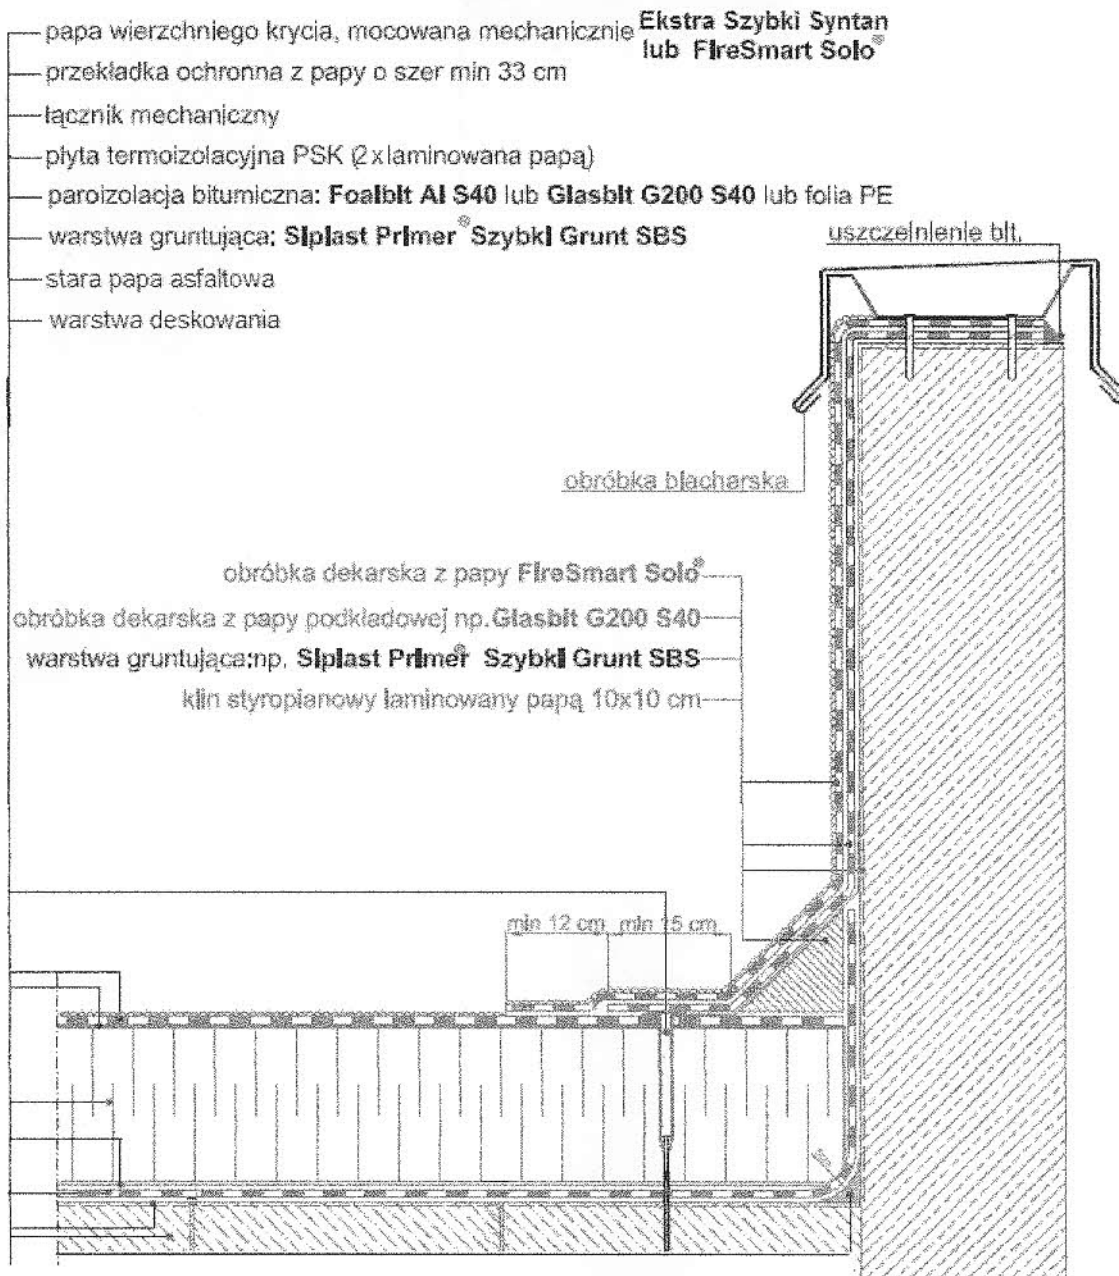 papa wierzchniego krycia, mocowana mechanicznie Ekstra Szybki Syntan
lub FireSmart Solo®
przekładka ochronna z papy o szer min 33 cm
łącznik mechaniczny
płyta termoizolacyjna PSK (2xlaminowana papą)
paroizolacja bitumiczna: Foalbit Al S40 lub Glasbit G200 S40 lub folia PE
warstwa gruntująca: Siplast Primer® Szybki Grunt SBS
stara papa asfaltowa
warstwa deskowania
uszczelnienie bit.
obróbka blacharska
obróbka dekarska z papy FireSmart Solo®
obróbka dekarska z papy podkładowej np.Glasbit G200 S40
warstwa gruntująca:np. Siplast Primer® Szybki Grunt SBS
klin styropianowy laminowany papą 10x10 cm
min 12 cm min 15 cm